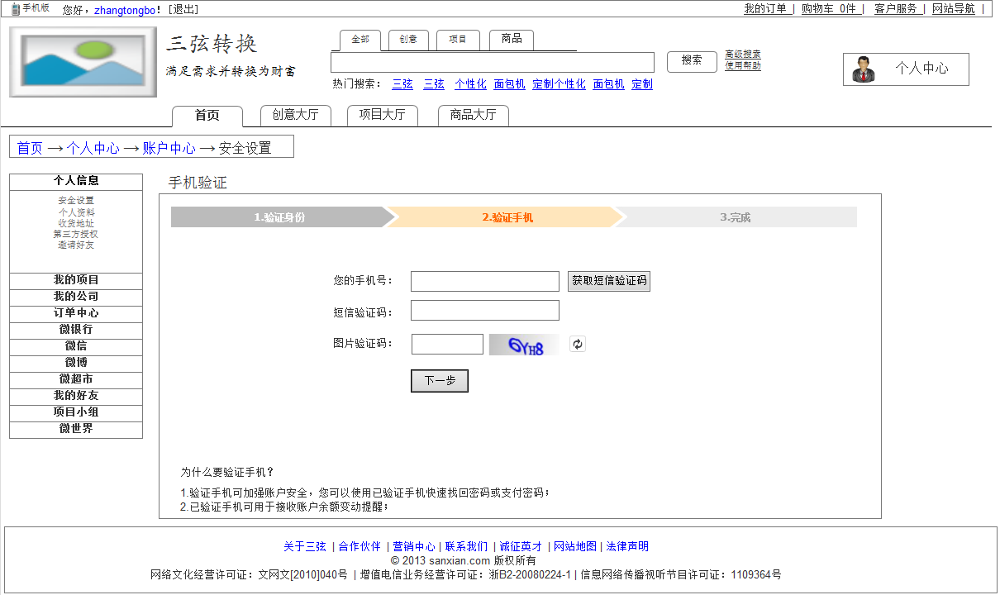 手机版 您好，zhangtongbo！[退出] 我的订单 | 购物车 0件 | 客户服务 | 网站导航 |
三弦转换
满足需求并转换为财富
全部 创意 项目 商品
搜索 高级搜索
使用帮助
热门搜索： 三弦 三弦 个性化 面包机 定制个性化 面包机 定制
个人中心
首页 创意大厅 项目大厅 商品大厅
首页 → 个人中心 → 账户中心 → 安全设置
个人信息
安全设置
个人资料
收货地址
第三方授权
邀请好友
我的项目
我的公司
订单中心
微银行
微信
微博
微超市
我的好友
项目小组
微世界
手机验证
1.验证身份 2.验证手机 3.完成
您的手机号： 获取短信验证码
短信验证码：
图片验证码： 6YH8
下一步
为什么要验证手机？
1.验证手机可加强账户安全，您可以使用已验证手机快速找回密码或支付密码；
2.已验证手机可用于接收账户余额变动提醒；
关于三弦 | 合作伙伴 | 营销中心 | 联系我们 | 诚征英才 | 网站地图 | 法律声明
© 2013 sanxian.com 版权所有
网络文化经营许可证：文网文[2010]040号 | 增值电信业务经营许可证：浙B2-20080224-1 | 信息网络传播视听节目许可证：1109364号